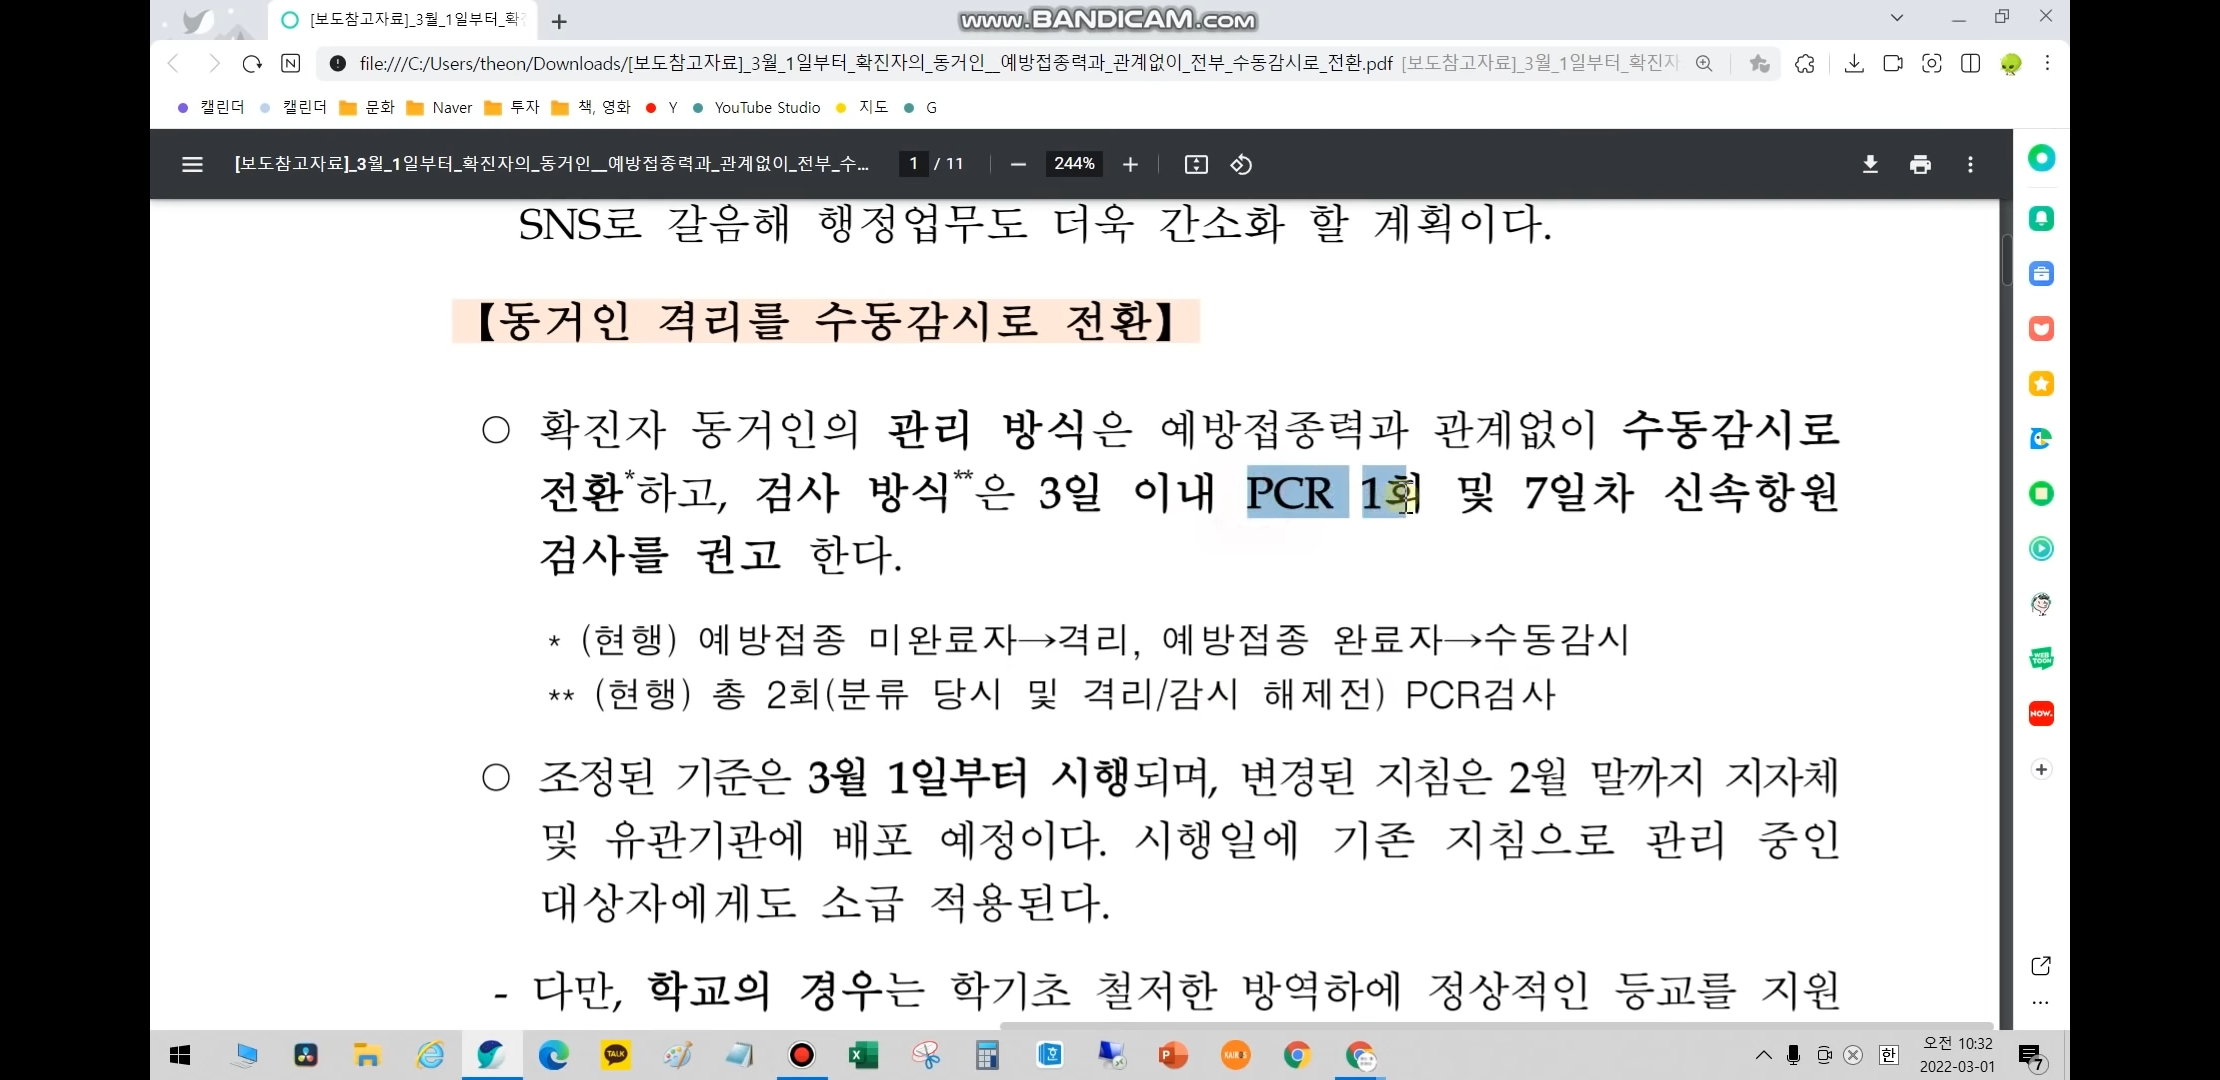 [보도참고자료]_3월_1일부터_확
www.BANDICAM.com
file:///C:/Users/theon/Downloads/[보도참고자료]_3월_1일부터_확진자의_동거인__예방접종력과_관계없이_전부_수동감시로_전환.pdf [보도참고자료]_3월_1일부터_확진자
캘린더 캘린더 문화 Naver 투자 책, 영화 Y YouTube Studio 지도 G
[보도참고자료]_3월_1일부터_확진자의_동거인__예방접종력과_관계없이_전부_수... 1 / 11 244%
SNS로 갈음해 행정업무도 더욱 간소화 할 계획이다.
【동거인 격리를 수동감시로 전환】
○ 확진자 동거인의 관리 방식은 예방접종력과 관계없이 수동감시로
전환*하고, 검사 방식**은 3일 이내 PCR 1회 및 7일차 신속항원
검사를 권고 한다.
* (현행) 예방접종 미완료자→격리, 예방접종 완료자→수동감시
** (현행) 총 2회(분류 당시 및 격리/감시 해제전) PCR검사
○ 조정된 기준은 3월 1일부터 시행되며, 변경된 지침은 2월 말까지 지자체
및 유관기관에 배포 예정이다. 시행일에 기존 지침으로 관리 중인
대상자에게도 소급 적용된다.
- 다만, 학교의 경우는 학기초 철저한 방역하에 정상적인 등교를 지원
WEB TOON
NOW.
TALK
KAIROS
한
오전 10:32
2022-03-01
7